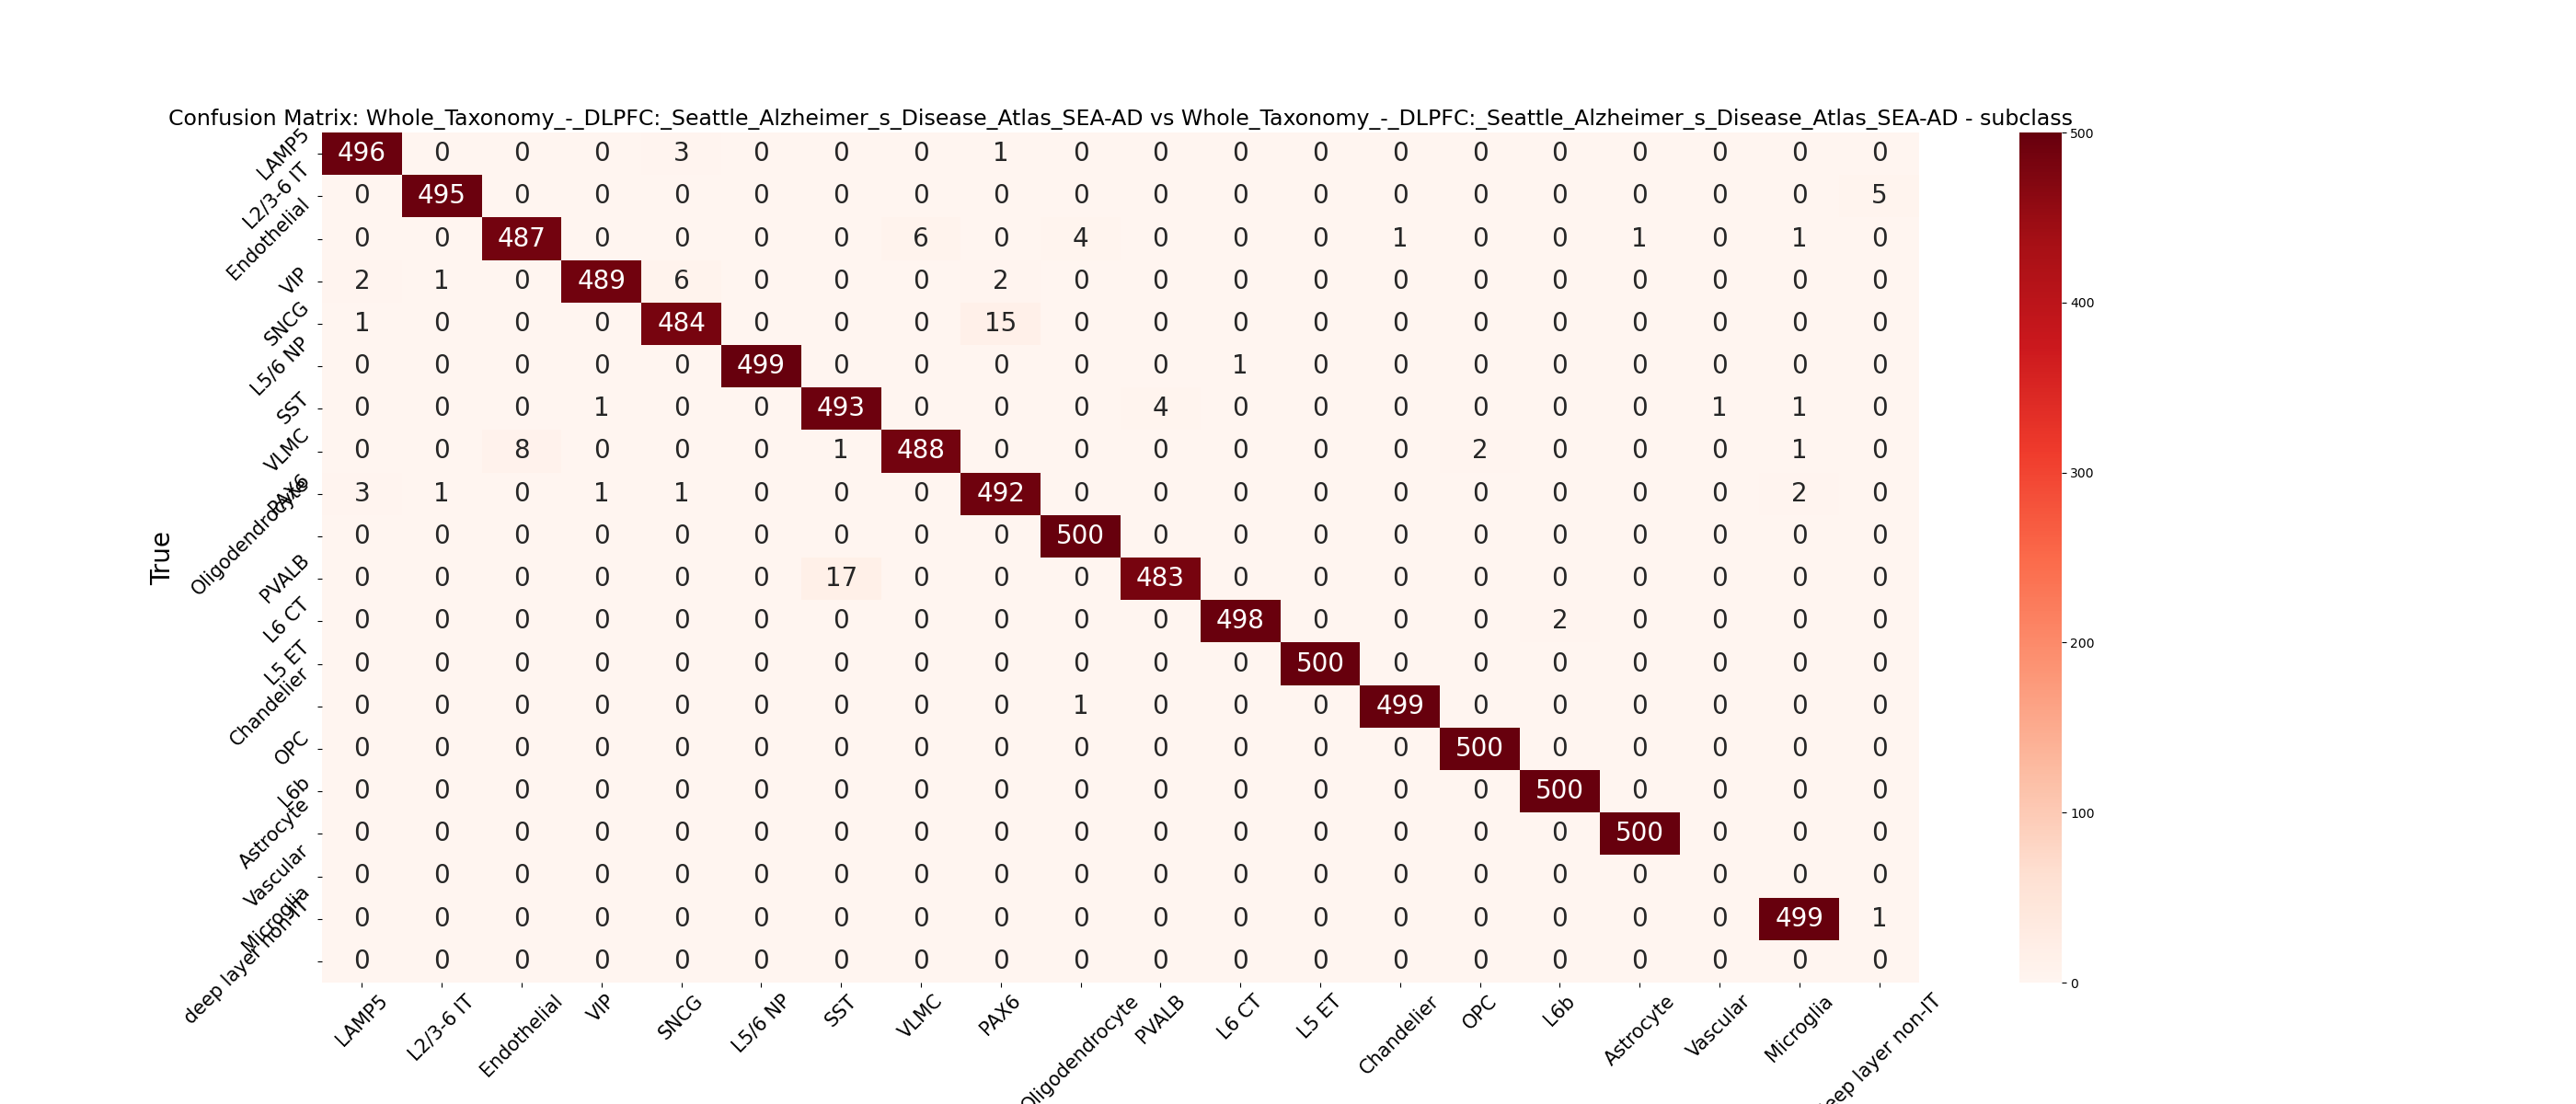 Confusion Matrix: Whole_Taxonomy_-_DLPFC:_Seattle_Alzheimer_s_Disease_Atlas_SEA-AD vs Whole_Taxonomy_-_DLPFC:_Seattle_Alzheimer_s_Disease_Atlas_SEA-AD - subclass
LAMP5 496 0 0 0 3 0 0 0 1 0 0 0 0 0 0 0 0 0 0 0
L2/3-6 IT 0 495 0 0 0 0 0 0 0 0 0 0 0 0 0 0 0 0 0 5
Endothelial 0 0 487 0 0 0 0 6 0 4 0 0 0 1 0 0 1 0 1 0
VIP 2 1 0 489 6 0 0 0 2 0 0 0 0 0 0 0 0 0 0 0
SNCG 1 0 0 0 484 0 0 0 15 0 0 0 0 0 0 0 0 0 0 0
L5/6 NP 0 0 0 0 0 499 0 0 0 0 0 1 0 0 0 0 0 0 0 0
SST 0 0 0 1 0 0 493 0 0 0 4 0 0 0 0 0 0 1 1 0
VLMC 0 0 8 0 0 0 1 488 0 0 0 0 0 0 2 0 0 0 1 0
PAX6 3 1 0 1 1 0 0 0 492 0 0 0 0 0 0 0 0 0 2 0
Oligodendrocyte 0 0 0 0 0 0 0 0 0 500 0 0 0 0 0 0 0 0 0 0
PVALB 0 0 0 0 0 0 17 0 0 0 483 0 0 0 0 0 0 0 0 0
L6 CT 0 0 0 0 0 0 0 0 0 0 0 498 0 0 0 2 0 0 0 0
L5 ET 0 0 0 0 0 0 0 0 0 0 0 0 500 0 0 0 0 0 0 0
Chandelier 0 0 0 0 0 0 0 0 0 1 0 0 0 499 0 0 0 0 0 0
OPC 0 0 0 0 0 0 0 0 0 0 0 0 0 0 500 0 0 0 0 0
L6b 0 0 0 0 0 0 0 0 0 0 0 0 0 0 0 500 0 0 0 0
Astrocyte 0 0 0 0 0 0 0 0 0 0 0 0 0 0 0 0 500 0 0 0
Vascular 0 0 0 0 0 0 0 0 0 0 0 0 0 0 0 0 0 0 0 0
Microglia 0 0 0 0 0 0 0 0 0 0 0 0 0 0 0 0 0 0 499 1
deep layer non-IT 0 0 0 0 0 0 0 0 0 0 0 0 0 0 0 0 0 0 0 0
True
LAMP5 L2/3-6 IT Endothelial VIP SNCG L5/6 NP SST VLMC PAX6 Oligodendrocyte PVALB L6 CT L5 ET Chandelier OPC L6b Astrocyte Vascular Microglia deep layer non-IT
500
400
300
200
100
0